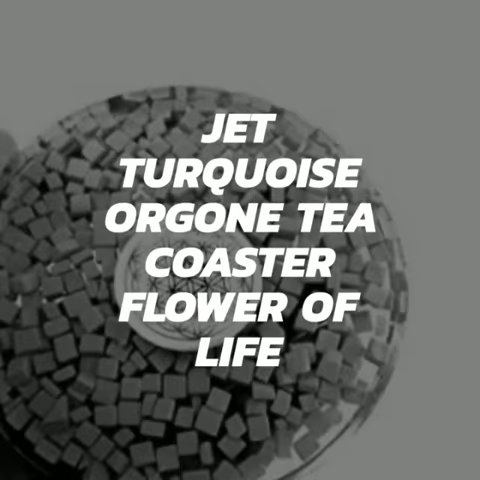 JET
TURQUOISE
ORGONE TEA
COASTER
FLOWER OF
LIFE